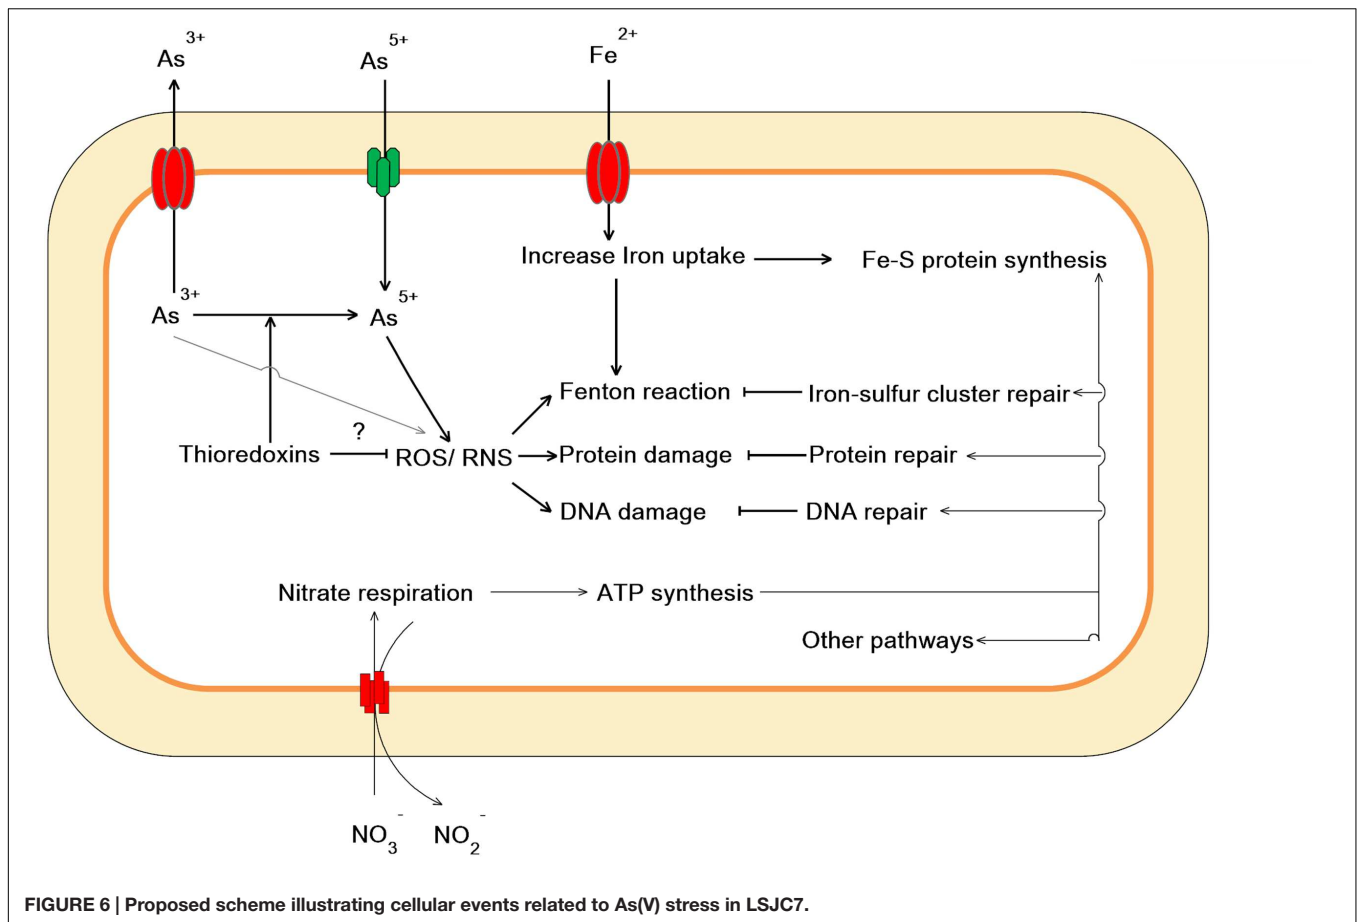 As3+ As5+ Fe2+
Increase Iron uptake Fe-S protein synthesis
As3+ As5+
Fenton reaction Iron-sulfur cluster repair
?
Thioredoxins ROS/ RNS Protein damage Protein repair
DNA damage DNA repair
Nitrate respiration ATP synthesis
Other pathways
NO3- NO2-
FIGURE 6 | Proposed scheme illustrating cellular events related to As(V) stress in LSJC7.